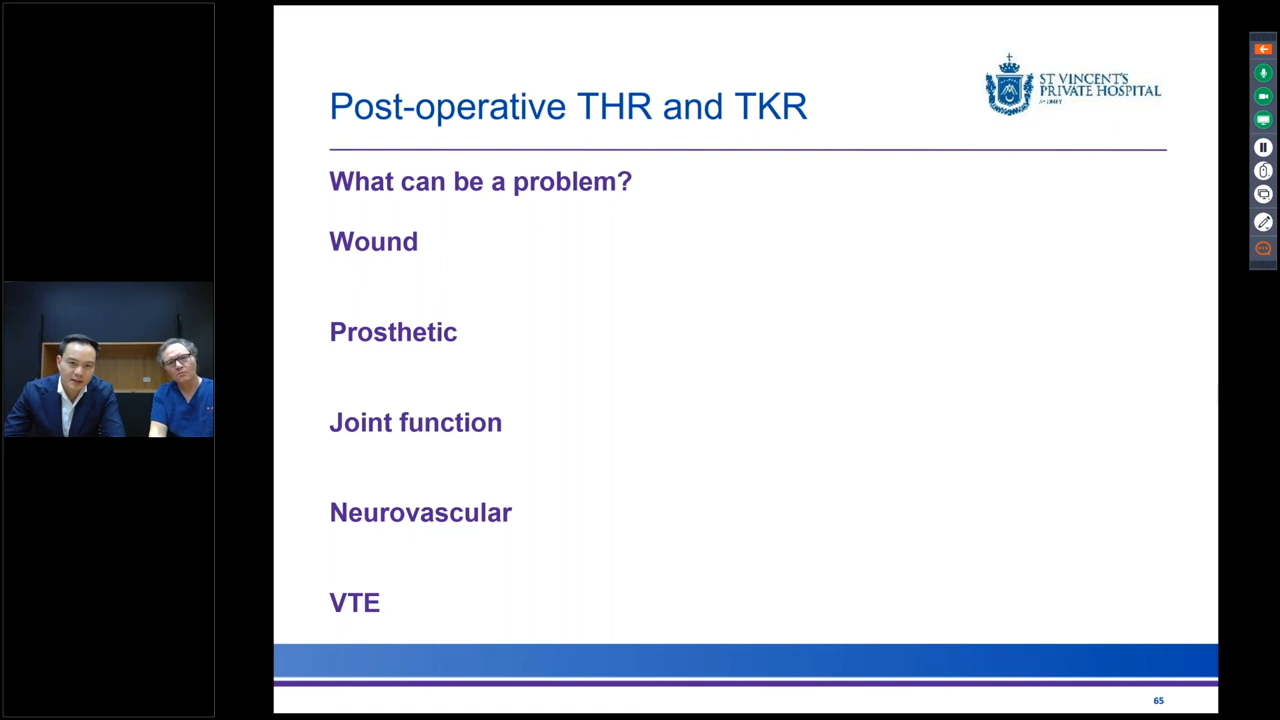 Post-operative THR and TKR
ST VINCENT'S
PRIVATE HOSPITAL
SYDNEY
What can be a problem?
Wound
Prosthetic
Joint function
Neurovascular
VTE
65